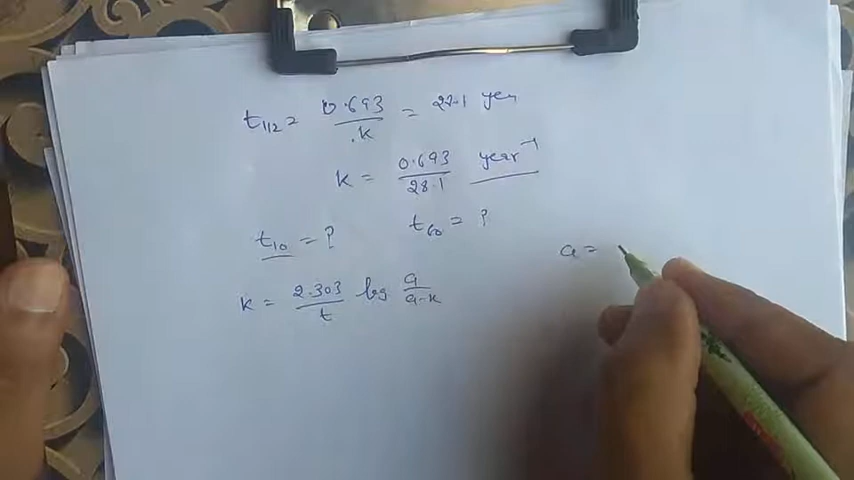 t1/2 = 0.693/k = 28.1 year
k = 0.693/28.1 year⁻¹
t10 = ? t60 = ?
a =
k = 2.303/t log a/a-x